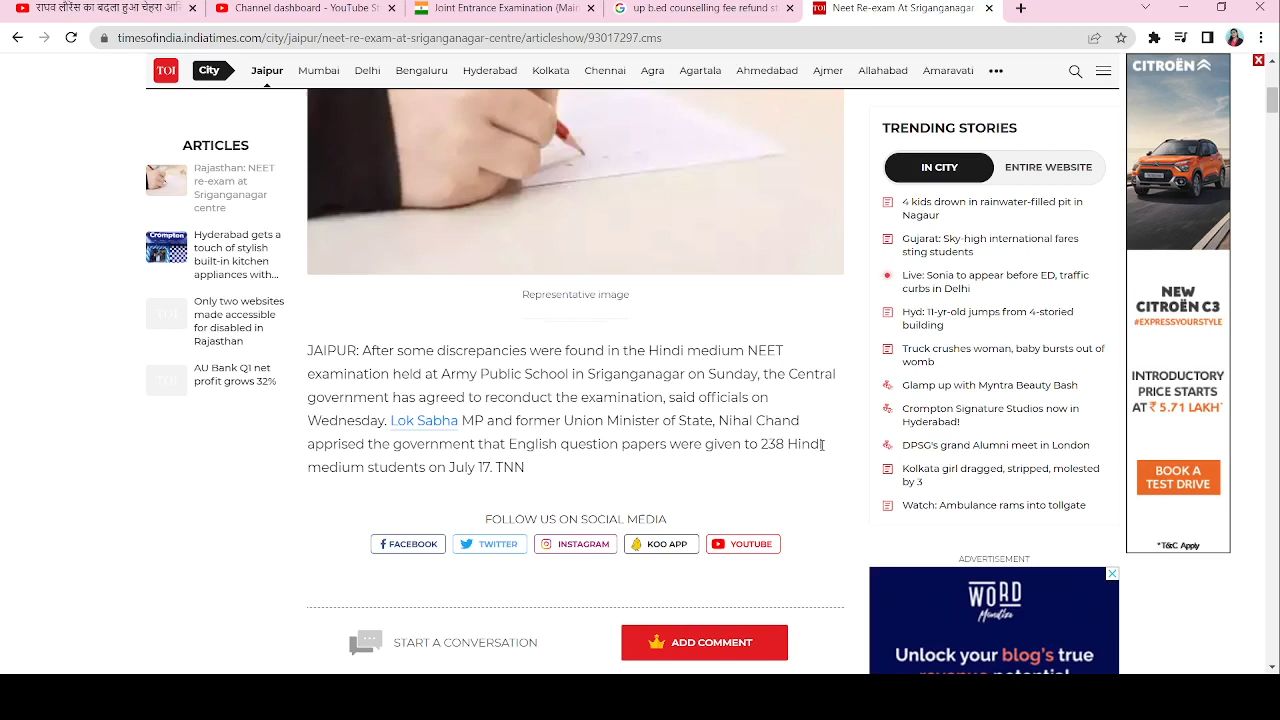 राघव सीरिस का बदला हुआ चेहरा आनि
Channel dashboard - YouTube St
Joint Entrance Examination (Main
up b.ed counselling fee refund st
Neet Re-exam At Sriganganagar
timesofindia.indiatimes.com/city/jaipur/neet-re-exam-at-sriganganagar-centre/articleshow/93017297.cms
TOI
City
Jaipur Mumbai Delhi Bengaluru Hyderabad Kolkata Chennai Agra Agartala Ahmedabad Ajmer Allahabad Amaravati
ARTICLES
Rajasthan: NEET
re-exam at
Sriganganagar
centre
Crompton
Hyderabad gets a
touch of stylish
built-in kitchen
appliances with...
TOI
Only two websites
made accessible
for disabled in
Rajasthan
TOI
AU Bank Q1 net
profit grows 32%
Representative image
JAIPUR: After some discrepancies were found in the Hindi medium NEET
examination held at Army Public School in Sriganganagar on Sunday, the Central
government has agreed to reconduct the examination, said officials on
Wednesday. Lok Sabha MP and former Union Minister of State, Nihal Chand
apprised the government that English question papers were given to 238 Hindi
medium students on July 17. TNN
FOLLOW US ON SOCIAL MEDIA
FACEBOOK
TWITTER
INSTAGRAM
KOO APP
YOUTUBE
START A CONVERSATION
ADD COMMENT
TRENDING STORIES
IN CITY
ENTIRE WEBSITE
4 kids drown in rainwater-filled pit in
Nagaur
Gujarat: Sky-high international fares
sting students
Live: Sonia to appear before ED, traffic
curbs in Delhi
Hyd: 11-yr-old jumps from 4-storied
building
Truck crushes woman, baby bursts out of
womb
Glamp up with Myntra Beauty Bash
Crompton Signature Studios now in
Hyderabad!
DPSG's grand Alumni meet in London
Kolkata girl dragged, stripped, molested
by 3
Watch: Ambulance rams into tollgate
ADVERTISEMENT
WORD
Unlock your blog's true
revenue potential
CITROËN
NEW
CITROËN C3
#EXPRESSYOURSTYLE
INTRODUCTORY
PRICE STARTS
AT ₹ 5.71 LAKH*
BOOK A
TEST DRIVE
*T&C Apply